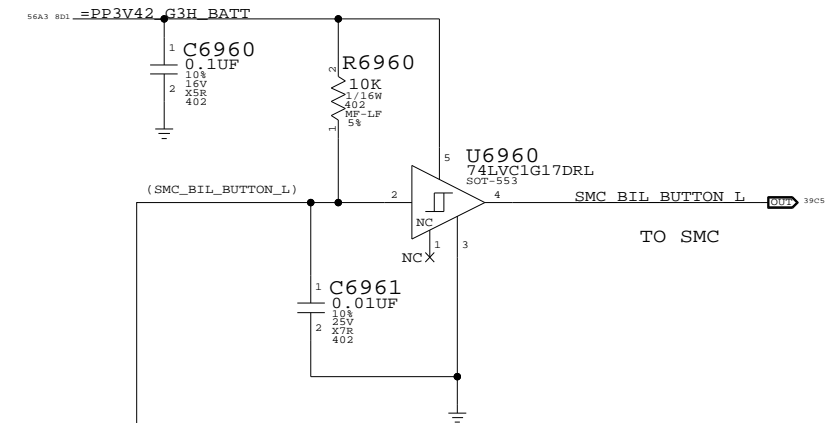 56A3 8D1 =PP3V42_G3H_BATT
1
C6960
0.1UF
10%
16V
2
X5R
402
2
R6960
10K
1/16W
402
MF-LF
5%
1
5
U6960
74LVC1G17DRL
SOT-553
(SMC_BIL_BUTTON_L)
2
4
SMC_BIL_BUTTON_L
OUT
39C5
NC
1
3
NC
TO SMC
1
C6961
0.01UF
10%
25V
2
X7R
402